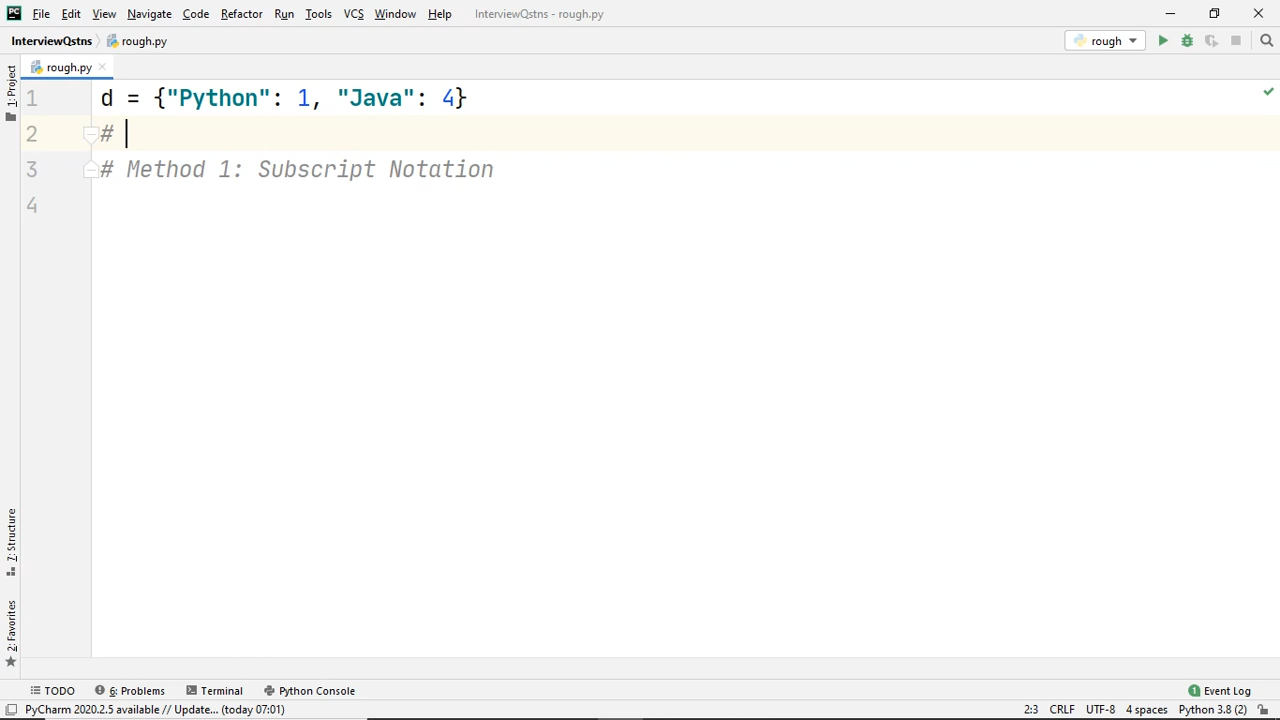 File Edit View Navigate Code Refactor Run Tools VCS Window Help InterviewQstns - rough.py
InterviewQstns rough.py rough
rough.py
1: Project
1 d = {"Python": 1, "Java": 4}
2 #
3 # Method 1: Subscript Notation
4
7: Structure
2: Favorites
TODO 6: Problems Terminal Python Console 1 Event Log
PyCharm 2020.2.5 available // Update... (today 07:01) 2:3 CRLF UTF-8 4 spaces Python 3.8 (2)